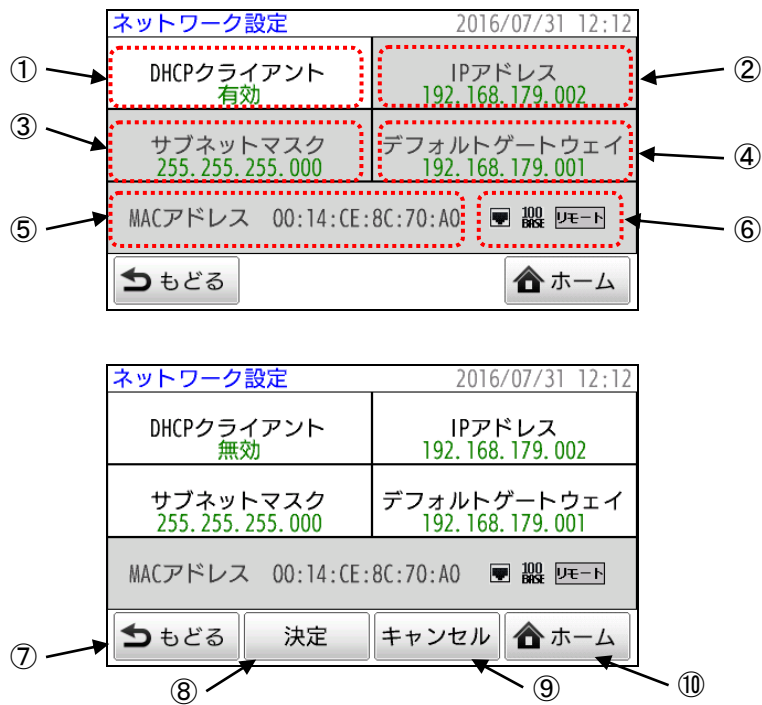 ネットワーク設定 2016/07/31 12:12
① DHCPクライアント IPアドレス ②
有効 192.168.179.002
③ サブネットマスク デフォルトゲートウェイ ④
255.255.255.000 192.168.179.001
⑤ MACアドレス 00:14:CE:8C:70:A0 100 BASE リモート ⑥
もどる ホーム
ネットワーク設定 2016/07/31 12:12
DHCPクライアント IPアドレス
無効 192.168.179.002
サブネットマスク デフォルトゲートウェイ
255.255.255.000 192.168.179.001
MACアドレス 00:14:CE:8C:70:A0 100 BASE リモート
⑦ もどる 決定 キャンセル ホーム
⑧ ⑨ ⑩